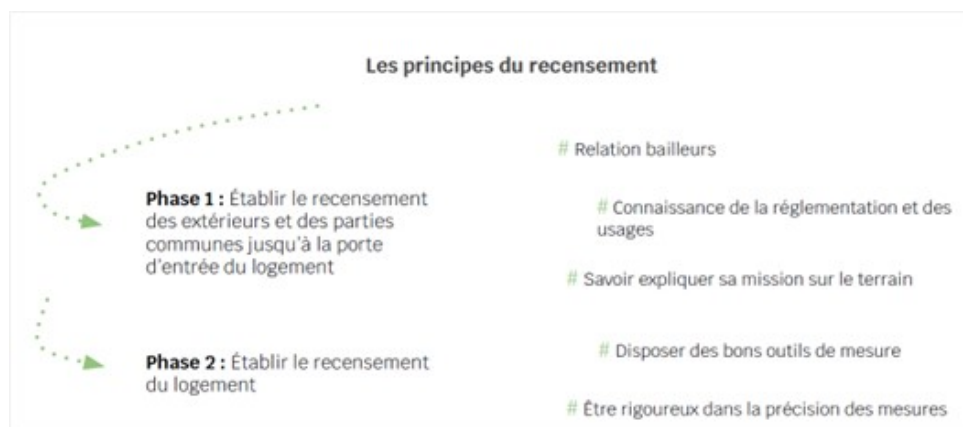 Les principes du recensement
Phase 1 : Établir le recensement
des extérieurs et des parties
communes jusqu'à la porte
d'entrée du logement
Phase 2 : Établir le recensement
du logement
# Relation bailleurs
# Connaissance de la réglementation et des
usages
# Savoir expliquer sa mission sur le terrain
# Disposer des bons outils de mesure
# Être rigoureux dans la précision des mesures